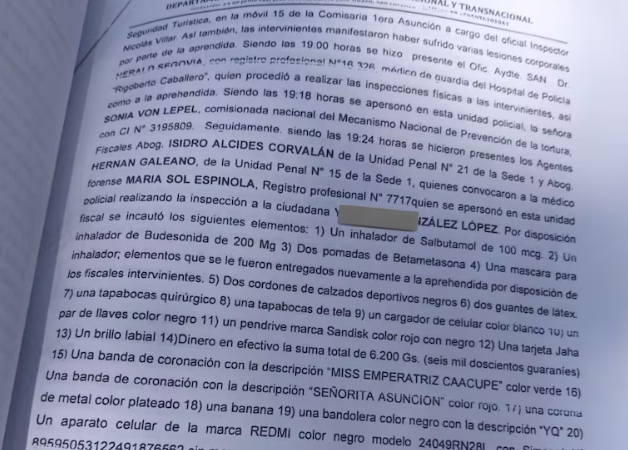 DEPARTA NAL Y TRANSNACIONAL
Seguridad Turística, en la móvil 15 de la Comisaria 1era Asunción a cargo del oficial Inspector
Nicolás Villar. Así también, las intervinientes manifestaron haber sufrido varias lesiones corporales
por parte de la aprendida. Siendo las 19:00 horas se hizo presente el Ofic. Aydte. SAN. Dr.
HERALD SEGOVIA, con registro profesional N°16.326, médico de guardia del Hospital de Policía
"Rigoberto Caballero", quien procedió a realizar las inspecciones físicas a las intervinientes, así
como a la aprehendida. Siendo las 19:18 horas se apersonó en esta unidad policial, la señora
SONIA VON LEPEL, comisionada nacional del Mecanismo Nacional de Prevención de la tortura,
con CI N° 3195809. Seguidamente, siendo las 19:24 horas se hicieron presentes los Agentes
Fiscales Abog. ISIDRO ALCIDES CORVALÁN de la Unidad Penal N° 21 de la Sede 1 y Abog.
HERNAN GALEANO, de la Unidad Penal N° 15 de la Sede 1, quienes convocaron a la médico
forense MARIA SOL ESPINOLA, Registro profesional N° 7717quien se apersonó en esta unidad
policial realizando la inspección a la ciudadana Y NZÁLEZ LÓPEZ. Por disposición
fiscal se incautó los siguientes elementos: 1) Un inhalador de Salbutamol de 100 mcg. 2) Un
inhalador de Budesonida de 200 Mg 3) Dos pomadas de Betametasona 4) Una mascara para
inhalador; elementos que se le fueron entregados nuevamente a la aprehendida por disposición de
los fiscales intervinientes. 5) Dos cordones de calzados deportivos negros 6) dos guantes de látex.
7) una tapabocas quirúrgico 8) una tapabocas de tela 9) un cargador de celular color blanco 10) un
par de llaves color negro 11) un pendrive marca Sandisk color rojo con negro 12) Una tarjeta Jaha
13) Un brillo labial 14)Dinero en efectivo la suma total de 6.200 Gs. (seis mil doscientos guaraníes)
15) Una banda de coronación con la descripción "MISS EMPERATRIZ CAACUPE" color verde 16)
Una banda de coronación con la descripción "SEÑORITA ASUNCION" color rojo. 17) una corona
de metal color plateado 18) una banana 19) una bandolera color negro con la descripción "YQ" 20)
Un aparato celular de la marca REDMI color negro modelo 24049RN28L con